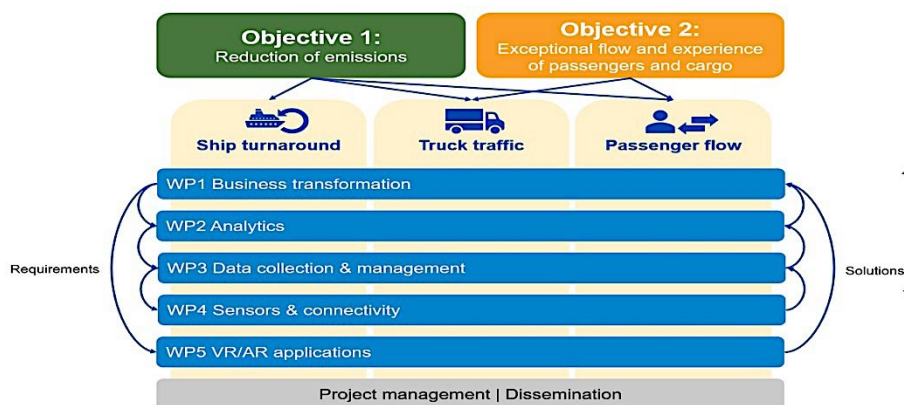 Objective 1:
Reduction of emissions
Objective 2:
Exceptional flow and experience
of passengers and cargo
Ship turnaround
Truck traffic
Passenger flow
WP1 Business transformation
WP2 Analytics
WP3 Data collection & management
WP4 Sensors & connectivity
WP5 VR/AR applications
Requirements
Solutions
Project management | Dissemination